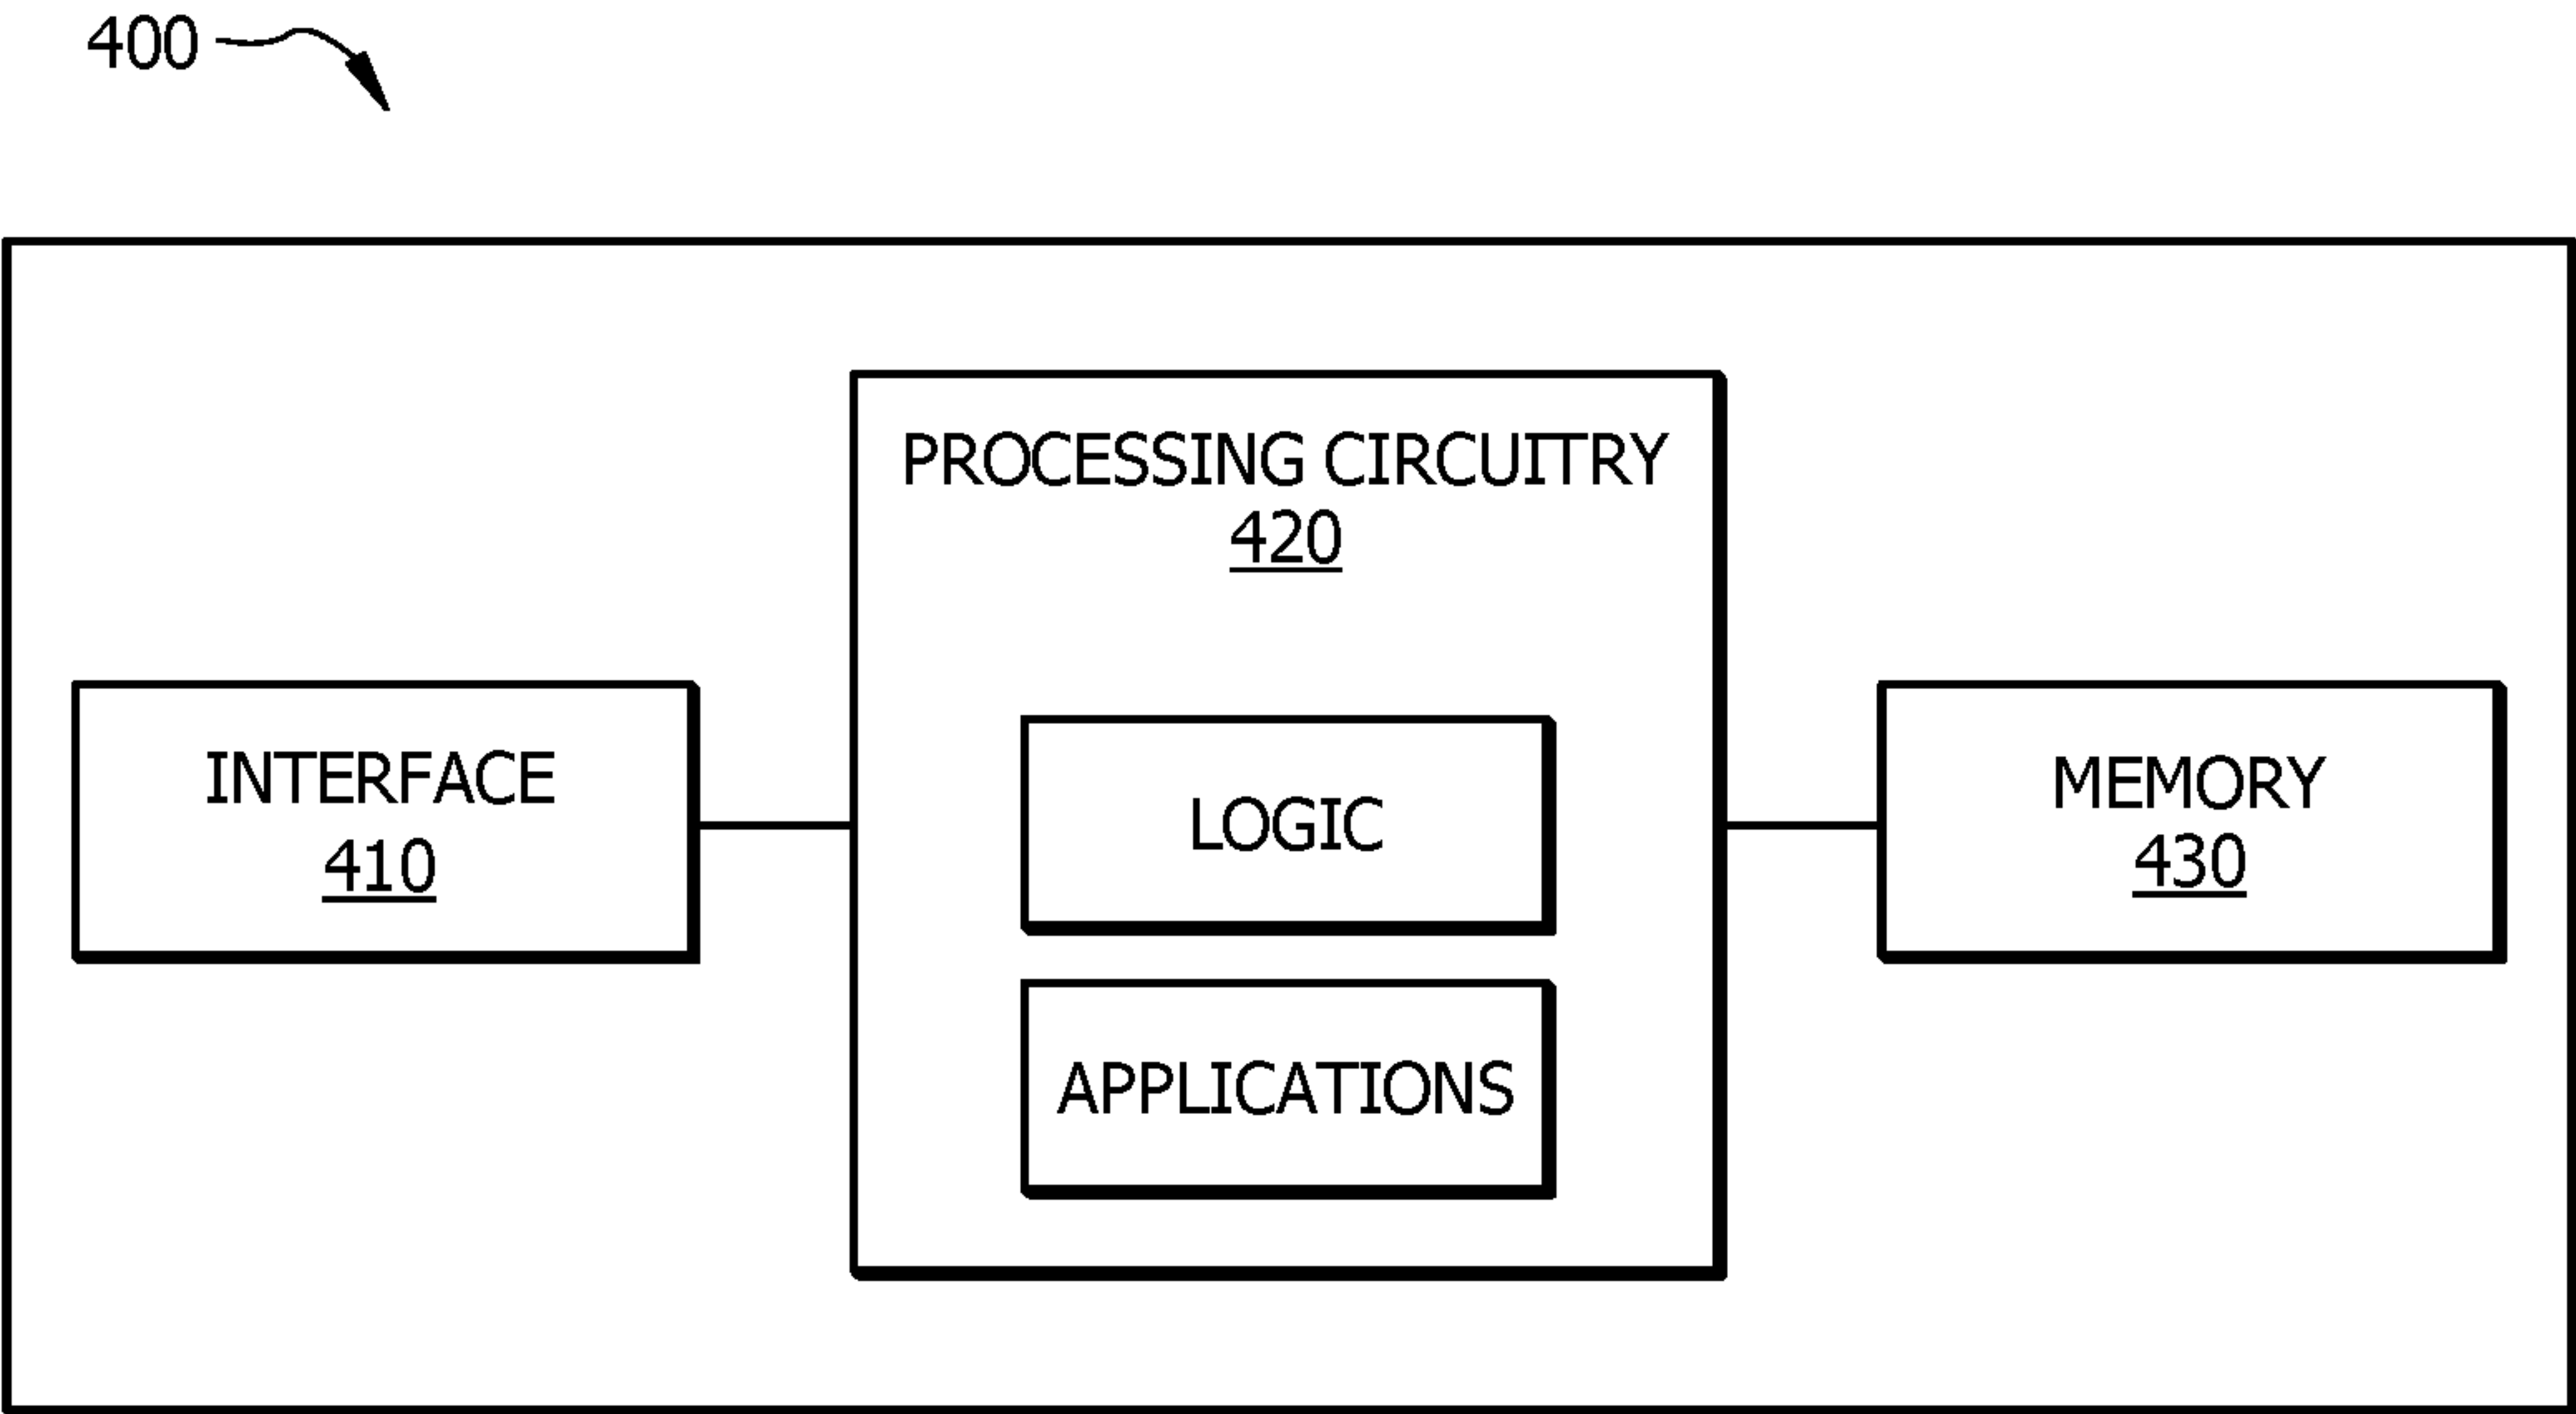 400
PROCESSING CIRCUITRY
420
INTERFACE
410
LOGIC
APPLICATIONS
MEMORY
430